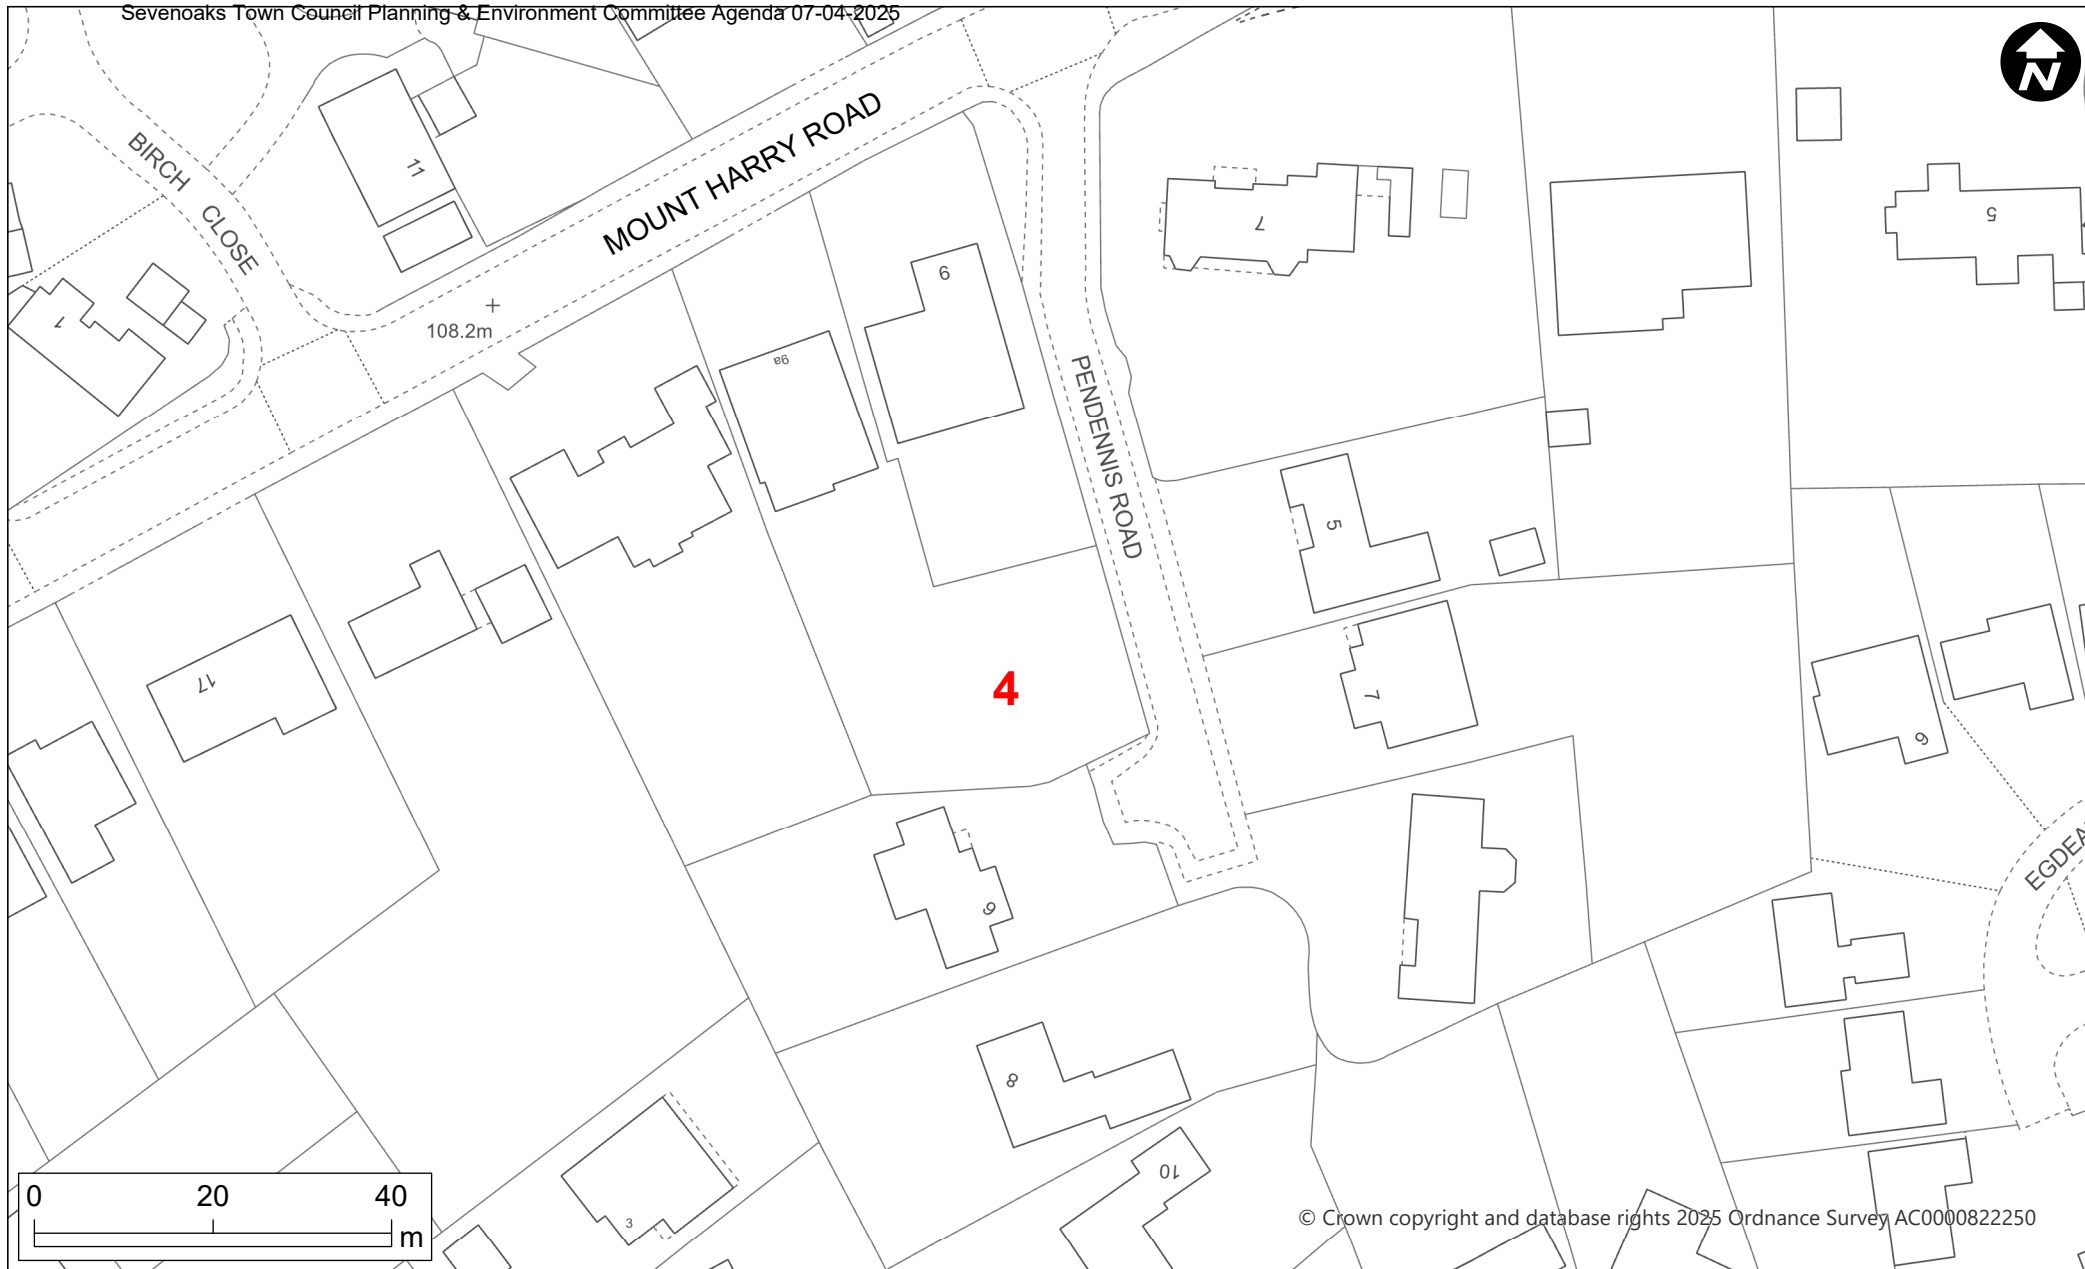 Sevenoaks Town Council Planning & Environment Committee Agenda 07-04-2025
N
BIRCH CLOSE
11
MOUNT HARRY ROAD
7
5
1
108.2m
9
9a
PENDENNIS ROAD
5
17
4
7
6
8
10
3
9
0 20 40
m
© Crown copyright and database rights 2025 Ordnance Survey AC0000822250